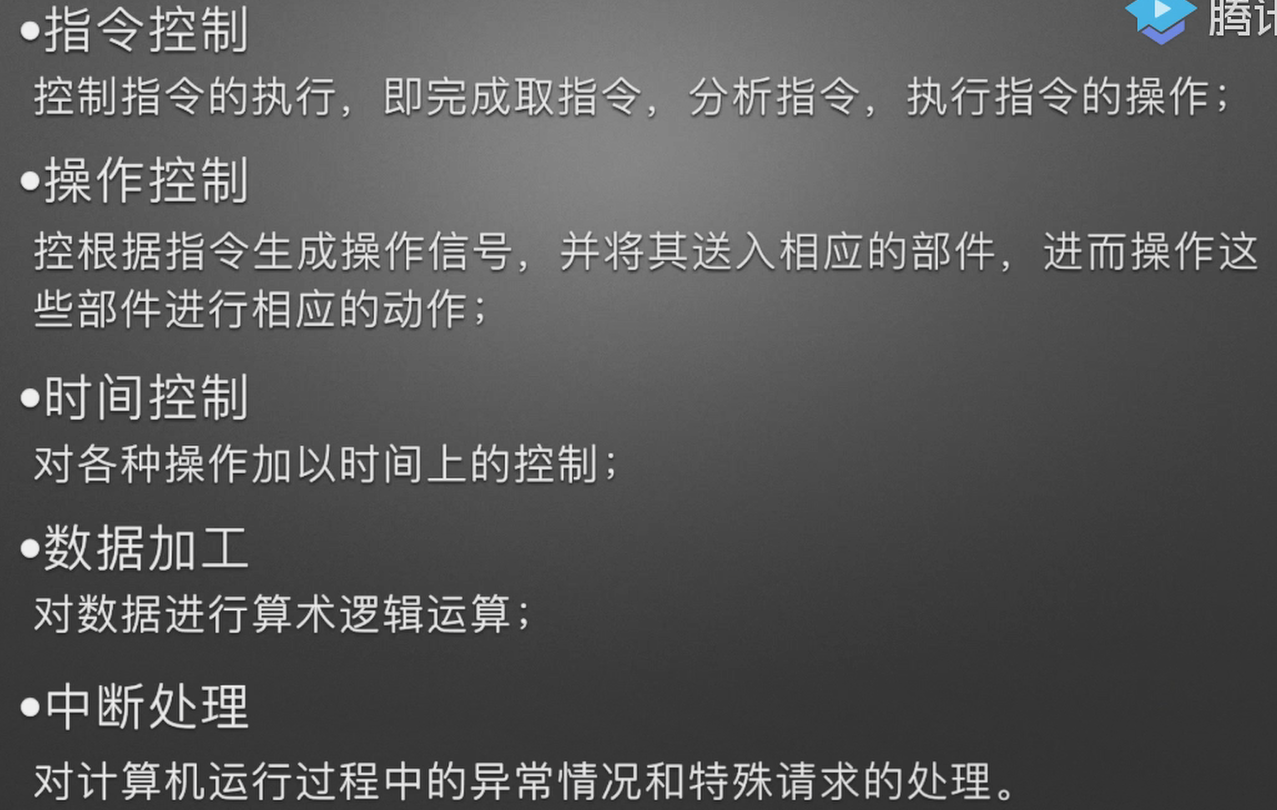 腾讯
•指令控制
控制指令的执行，即完成取指令，分析指令，执行指令的操作；
•操作控制
控根据指令生成操作信号，并将其送入相应的部件，进而操作这
些部件进行相应的动作；
•时间控制
对各种操作加以时间上的控制；
•数据加工
对数据进行算术逻辑运算；
•中断处理
对计算机运行过程中的异常情况和特殊请求的处理。